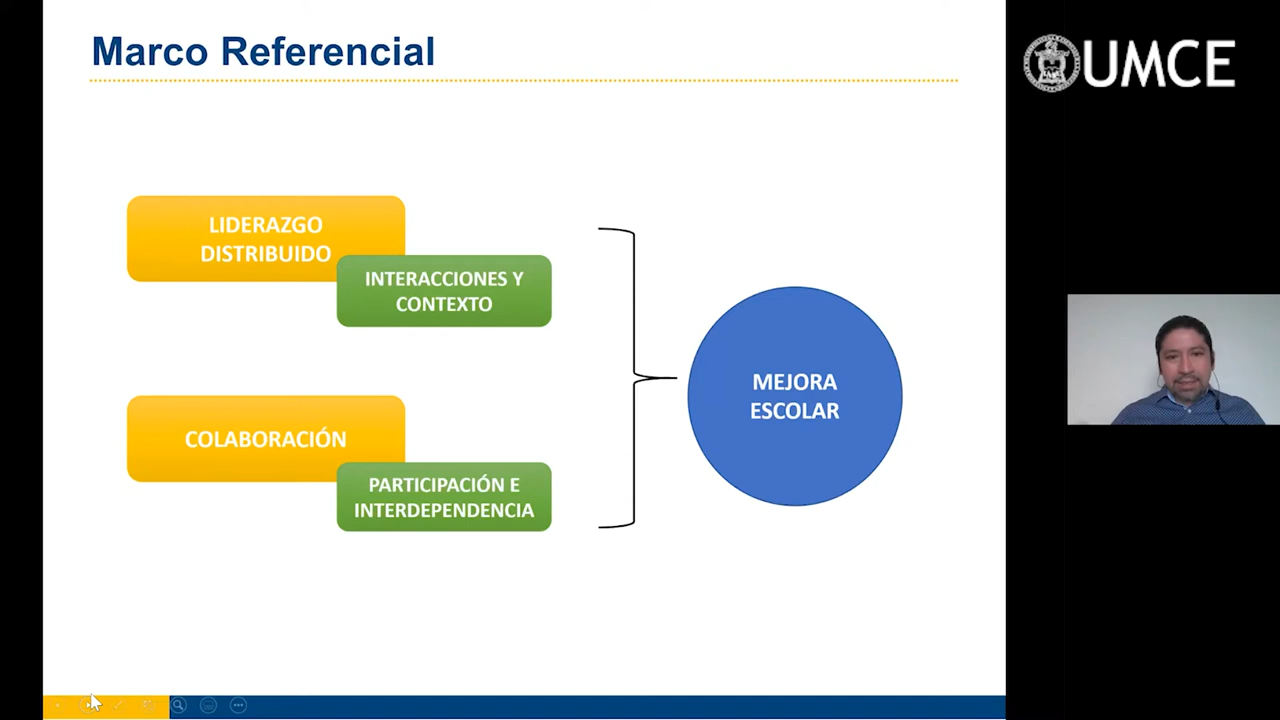 Marco Referencial
UMCE
LIDERAZGO
DISTRIBUIDO
INTERACCIONES Y
CONTEXTO
COLABORACIÓN
PARTICIPACIÓN E
INTERDEPENDENCIA
MEJORA
ESCOLAR